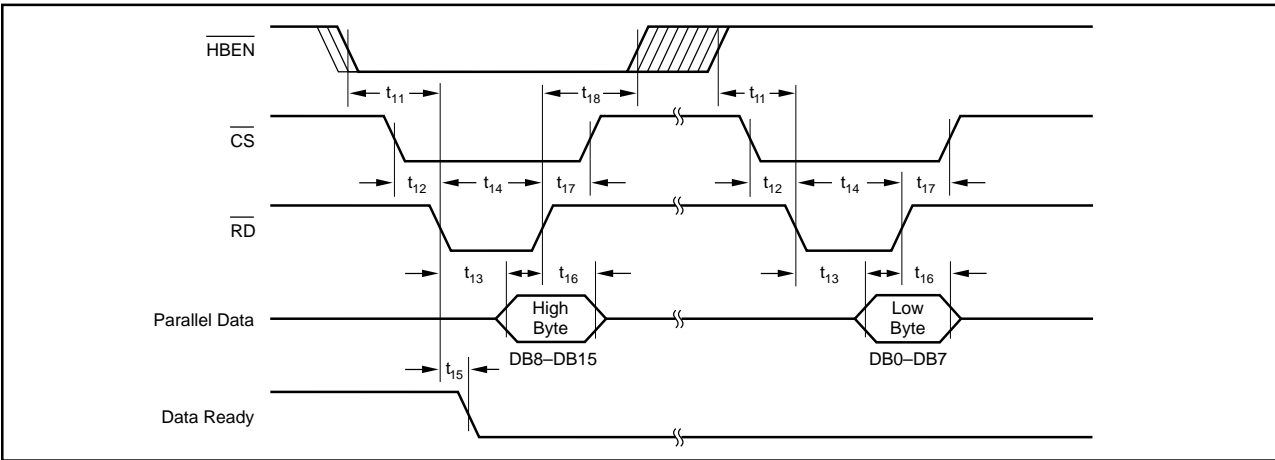 HBEN
t11 t18 t11
CS
t12 t14 t17 t12 t14 t17
RD
t13 t16 t13 t16
Parallel Data
High
Byte
Low
Byte
DB8–DB15
DB0–DB7
t15
Data Ready